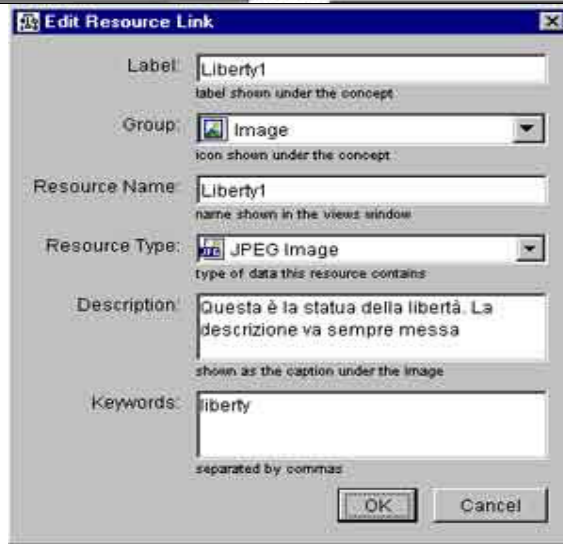 Edit Resource Link
Label: Liberty1
label shown under the concept
Group: Image
icon shown under the concept
Resource Name: Liberty1
name shown in the views window
Resource Type: JPEG Image
type of data this resource contains
Description: Questa è la statua della libertà. La
descrizione va sempre messa
shown as the caption under the image
Keywords: liberty
separated by commas
OK Cancel